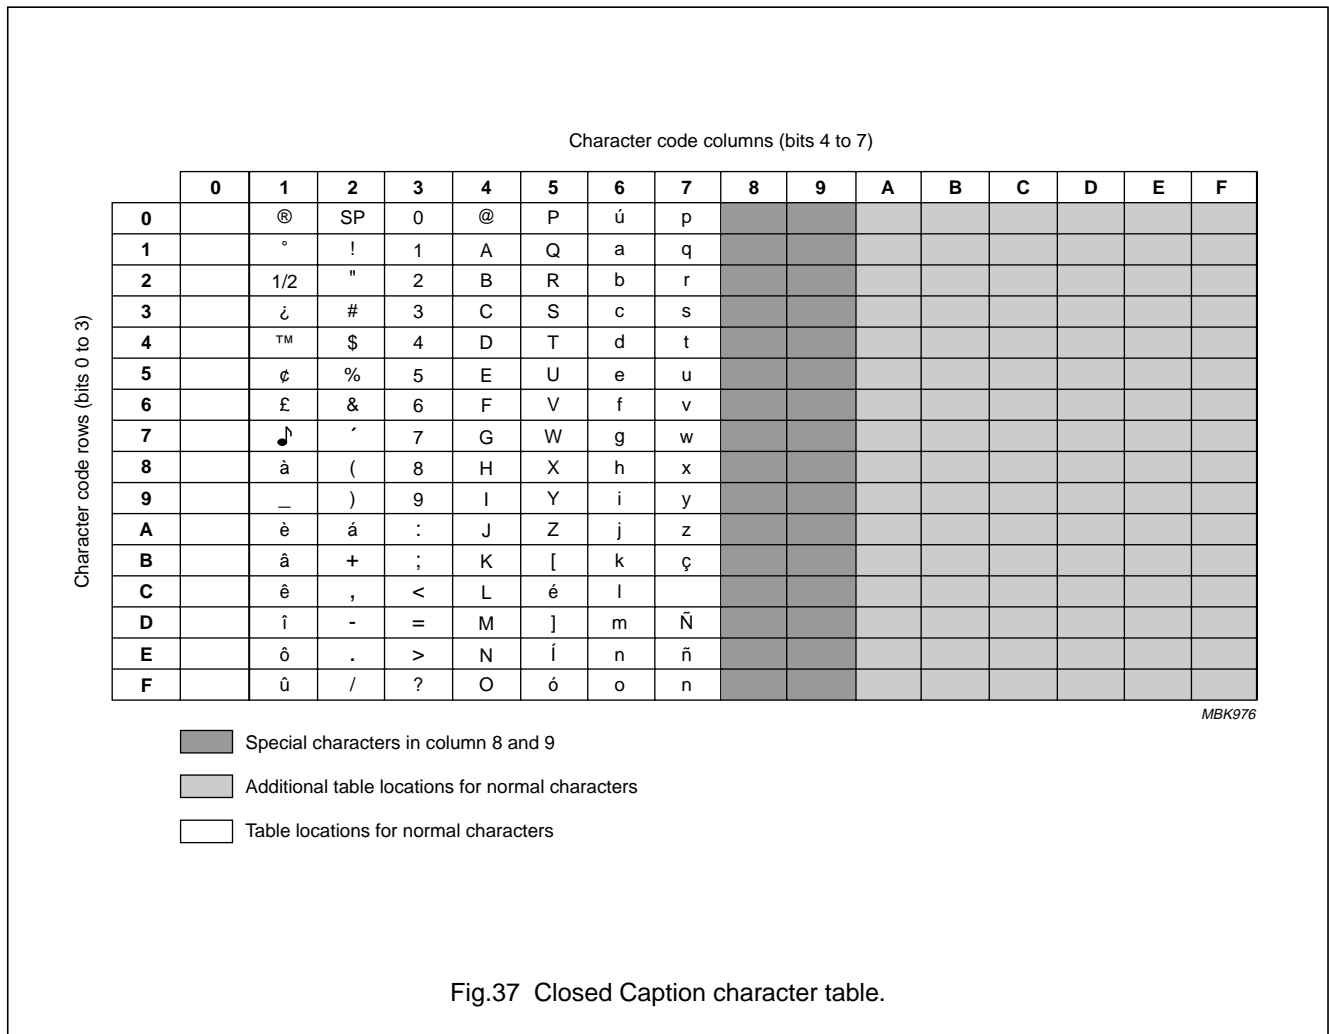 Character code columns (bits 4 to 7)
0 1 2 3 4 5 6 7 8 9 A B C D E F
Character code rows (bits 0 to 3)
0 ® SP 0 @ P ú p
1 ° ! 1 A Q a q
2 1/2 " 2 B R b r
3 ¿ # 3 C S c s
4 ™ $ 4 D T d t
5 ¢ % 5 E U e u
6 £ & 6 F V f v
7 ♪ ´ 7 G W g w
8 à ( 8 H X h x
9 _ ) 9 I Y i y
A è á : J Z j z
B â + ; K [ k ç
C ê , < L é l
D î - = M ] m Ñ
E ô . > N Í n ñ
F û / ? O ó o n
MBK976
Special characters in column 8 and 9
Additional table locations for normal characters
Table locations for normal characters
Fig.37 Closed Caption character table.